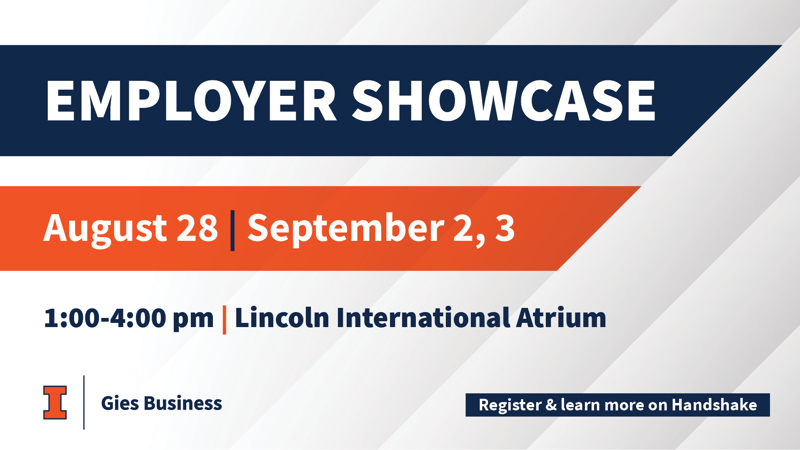 EMPLOYER SHOWCASE
August 28 | September 2, 3
1:00-4:00 pm | Lincoln International Atrium
I
Gies Business
Register & learn more on Handshake